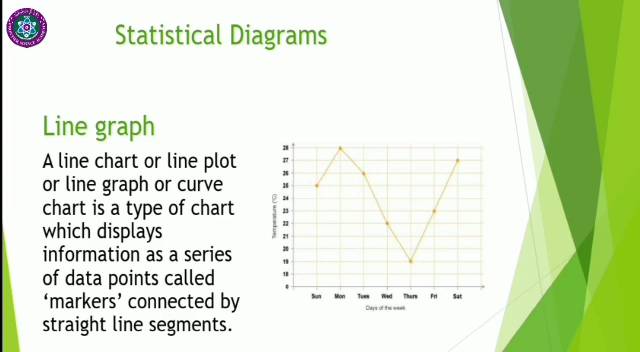 Statistical Diagrams
Line graph
A line chart or line plot
or line graph or curve
chart is a type of chart
which displays
information as a series
of data points called
‘markers’ connected by
straight line segments.
Temperature (°C)
28
27
26
25
24
23
22
21
20
19
18
0
Sun Mon Tues Wed Thurs Fri Sat
Days of the week